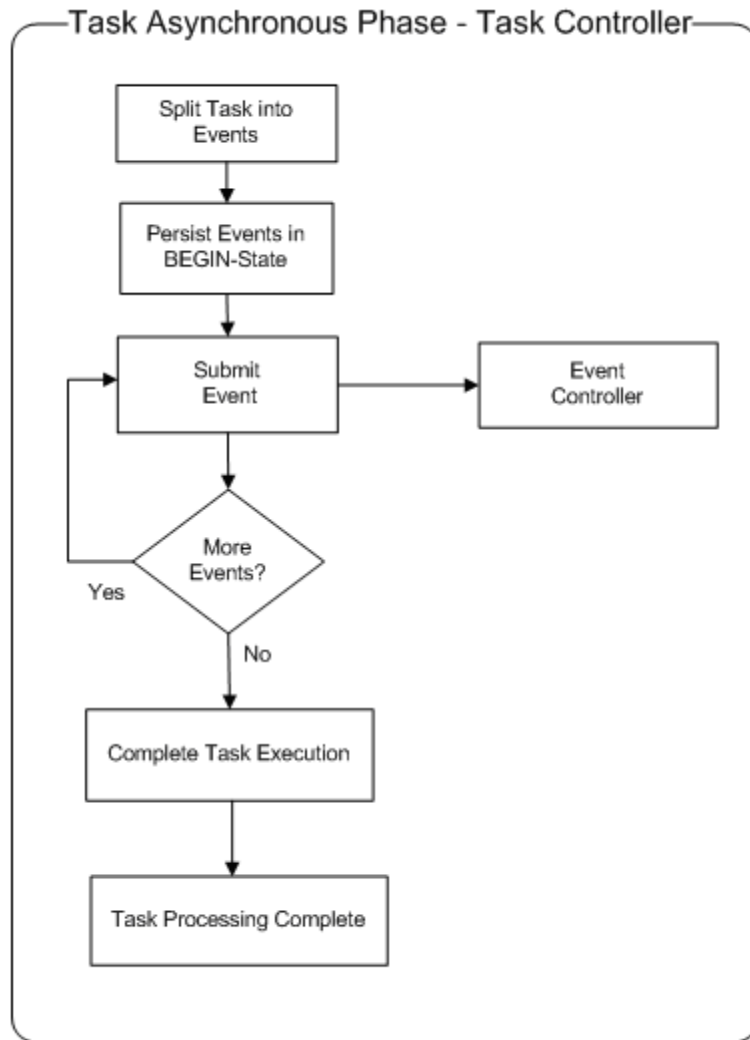 Task Asynchronous Phase - Task Controller
Split Task into
Events
Persist Events in
BEGIN-State
Submit
Event
Event
Controller
More
Events?
Yes
No
Complete Task Execution
Task Processing Complete